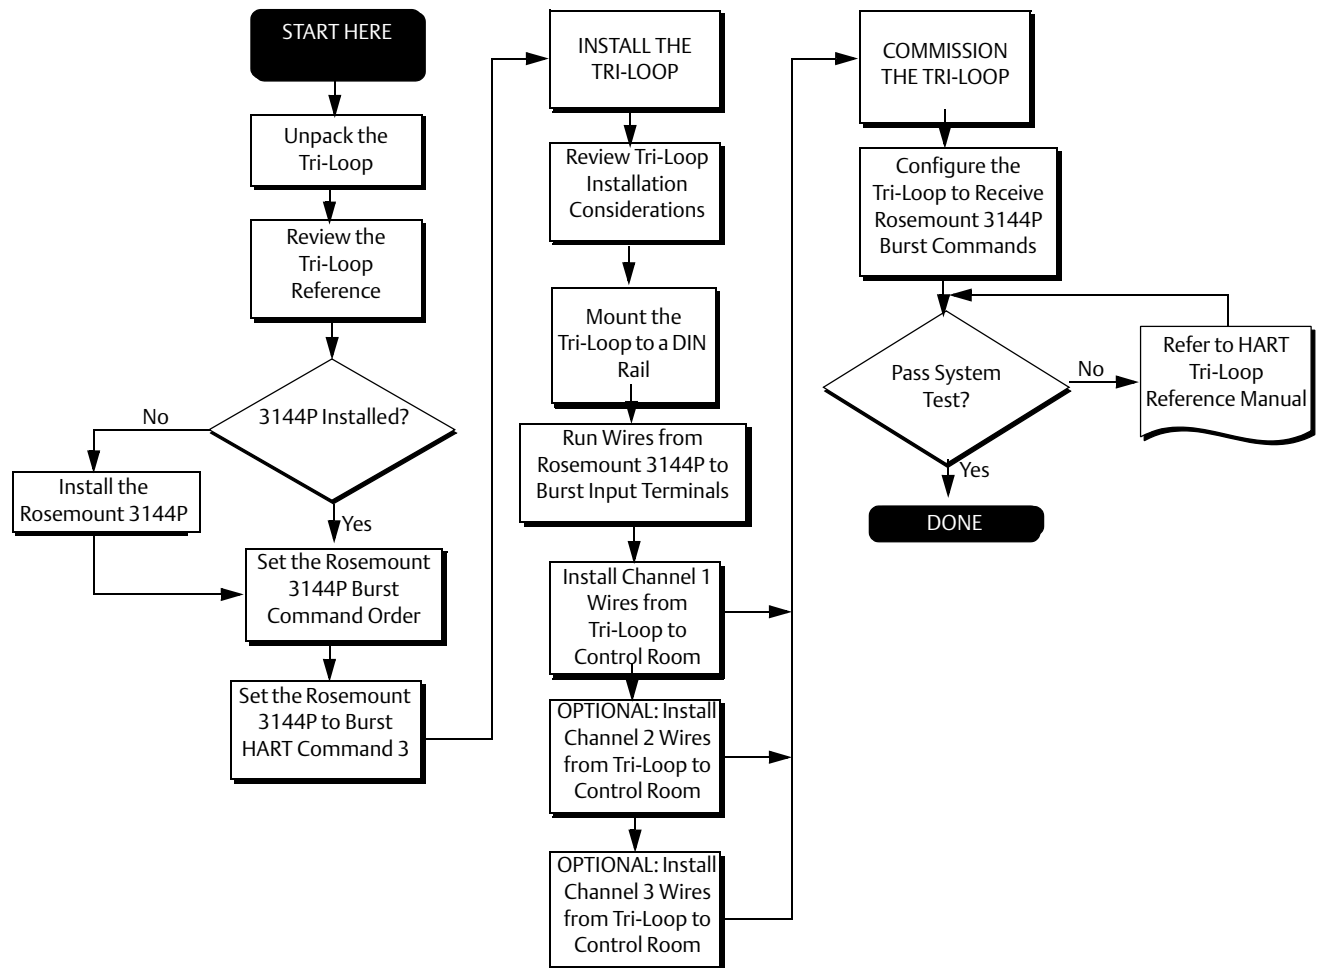 START HERE
Unpack the
Tri-Loop
Review the
Tri-Loop
Reference
3144P Installed?
No
Install the
Rosemount 3144P
Yes
Set the Rosemount
3144P Burst
Command Order
Set the Rosemount
3144P to Burst
HART Command 3
INSTALL THE
TRI-LOOP
Review Tri-Loop
Installation
Considerations
Mount the
Tri-Loop to a DIN
Rail
Run Wires from
Rosemount 3144P to
Burst Input Terminals
Install Channel 1
Wires from
Tri-Loop to
Control Room
OPTIONAL: Install
Channel 2 Wires
from Tri-Loop to
Control Room
OPTIONAL: Install
Channel 3 Wires
from Tri-Loop to
Control Room
COMMISSION
THE TRI-LOOP
Configure the
Tri-Loop to Receive
Rosemount 3144P
Burst Commands
Pass System
Test?
No
Refer to HART
Tri-Loop
Reference Manual
Yes
DONE